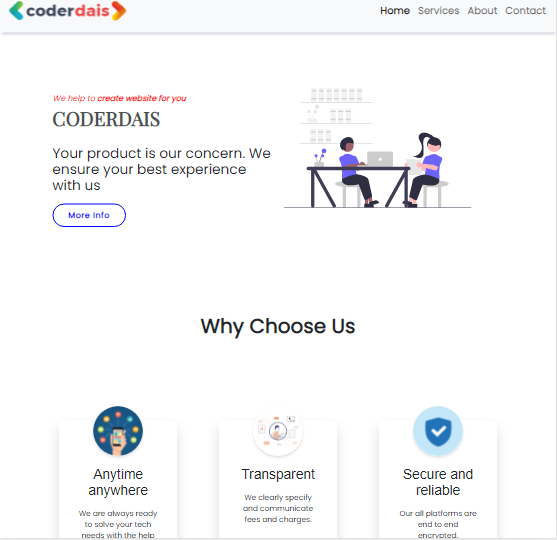 coderdais
Home Services About Contact
We help to create website for you
CODERDAIS
Your product is our concern. We
ensure your best experience
with us
More Info
Why Choose Us
Anytime
anywhere
We are always ready
to solve your tech
needs with the help
Transparent
We clearly specify
and communicate
fees and charges.
Secure and
reliable
Our all platforms are
end to end
encrypted.